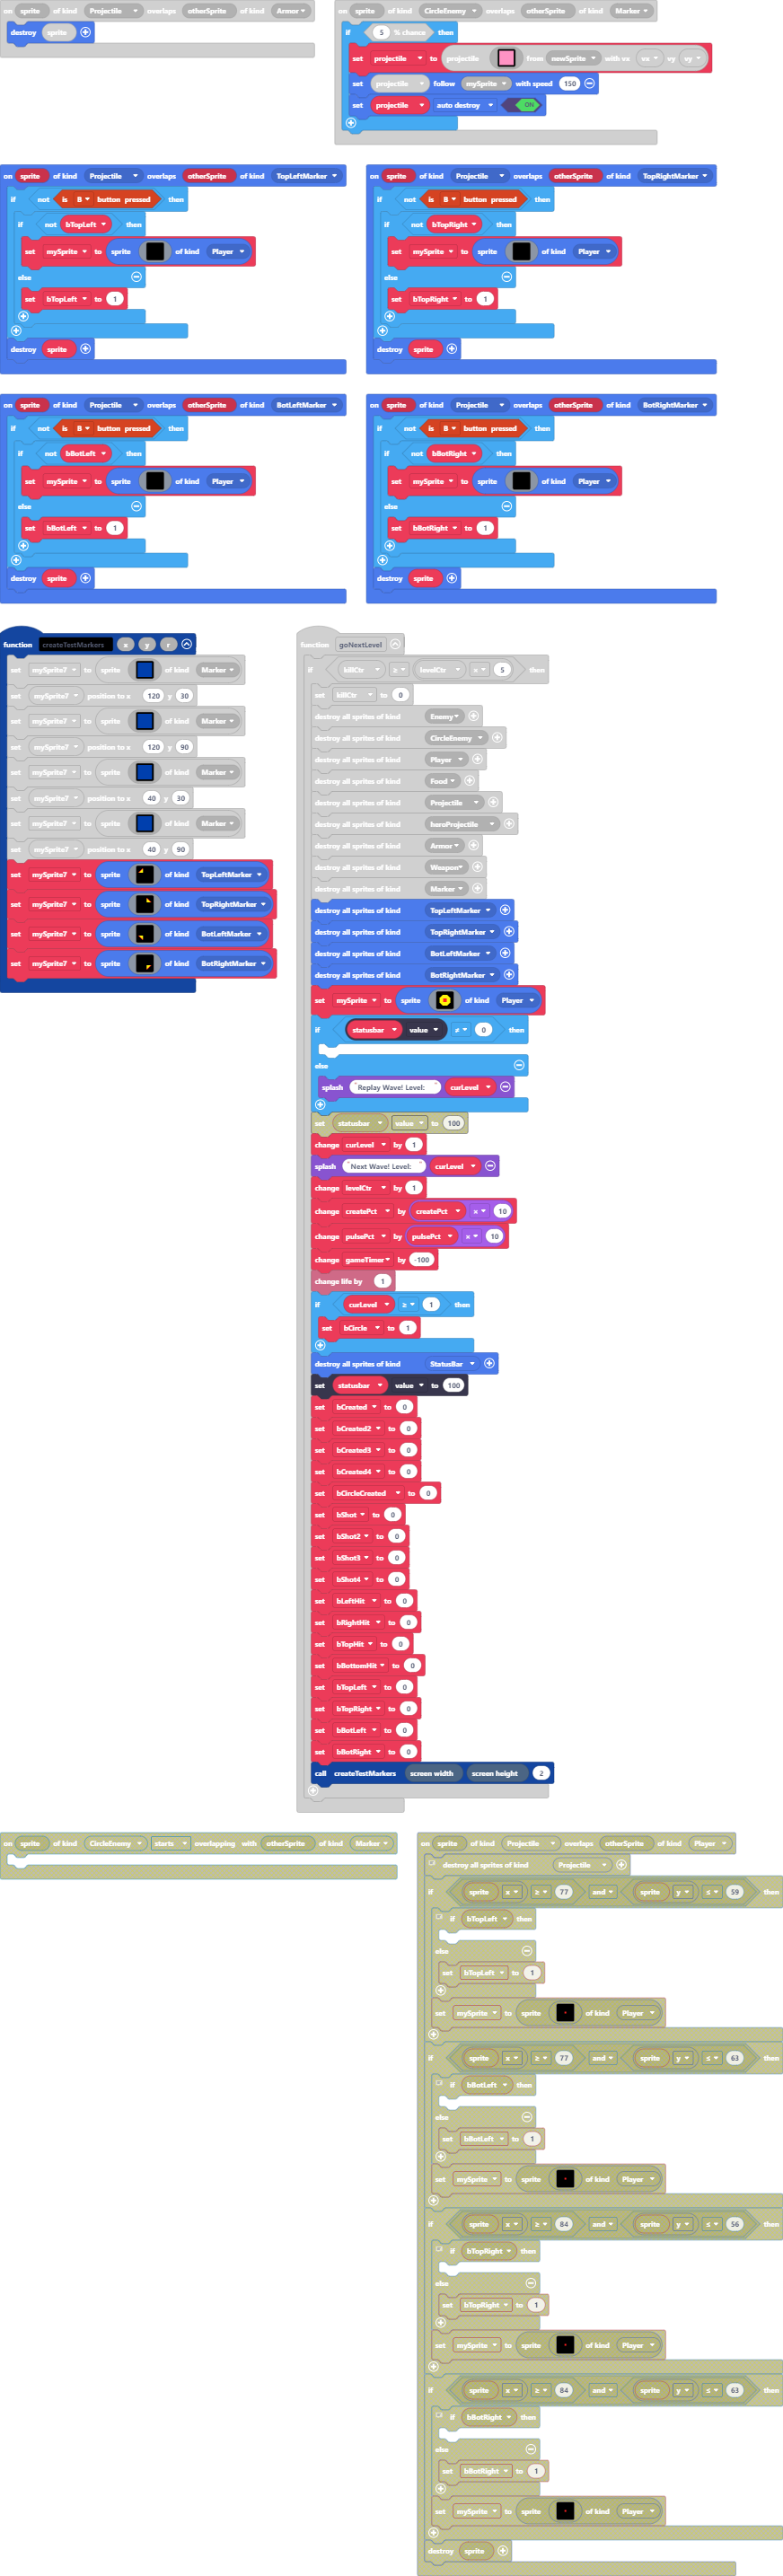 on sprite of kind Projectile overlaps otherSprite of kind Armor
destroy sprite
on sprite of kind CircleEnemy overlaps otherSprite of kind Marker
if 5 % chance then
set projectile to projectile from newSprite with vx vx vy vy
set projectile follow mySprite with speed 150
set projectile auto destroy ON
on sprite of kind Projectile overlaps otherSprite of kind TopLeftMarker
if not is B button pressed then
if not bTopLeft then
set mySprite to sprite of kind Player
else
set bTopLeft to 1
destroy sprite
on sprite of kind Projectile overlaps otherSprite of kind TopRightMarker
if not is B button pressed then
if not bTopRight then
set mySprite to sprite of kind Player
else
set bTopRight to 1
destroy sprite
on sprite of kind Projectile overlaps otherSprite of kind BotLeftMarker
if not is B button pressed then
if not bBotLeft then
set mySprite to sprite of kind Player
else
set bBotLeft to 1
destroy sprite
on sprite of kind Projectile overlaps otherSprite of kind BotRightMarker
if not is B button pressed then
if not bBotRight then
set mySprite to sprite of kind Player
else
set bBotRight to 1
destroy sprite
function createTestMarkers x y r
set mySprite7 to sprite of kind Marker
set mySprite7 position to x 120 y 30
set mySprite7 to sprite of kind Marker
set mySprite7 position to x 120 y 90
set mySprite7 to sprite of kind Marker
set mySprite7 position to x 40 y 30
set mySprite7 to sprite of kind Marker
set mySprite7 position to x 40 y 90
set mySprite7 to sprite of kind TopLeftMarker
set mySprite7 to sprite of kind TopRightMarker
set mySprite7 to sprite of kind BotLeftMarker
set mySprite7 to sprite of kind BotRightMarker
function goNextLevel
if killCtr ≥ levelCtr × 5 then
set killCtr to 0
destroy all sprites of kind Enemy
destroy all sprites of kind CircleEnemy
destroy all sprites of kind Player
destroy all sprites of kind Food
destroy all sprites of kind Projectile
destroy all sprites of kind heroProjectile
destroy all sprites of kind Armor
destroy all sprites of kind Weapon
destroy all sprites of kind Marker
destroy all sprites of kind TopLeftMarker
destroy all sprites of kind TopRightMarker
destroy all sprites of kind BotLeftMarker
destroy all sprites of kind BotRightMarker
set mySprite to sprite of kind Player
if statusbar value ≠ 0 then
else
splash "Replay Wave! Level: " curLevel
set statusbar value to 100
change curLevel by 1
splash "Next Wave! Level: " curLevel
change levelCtr by 1
change createPct by createPct × 10
change pulsePct by pulsePct × 10
change gameTimer by -100
change life by 1
if curLevel ≥ 1 then
set bCircle to 1
destroy all sprites of kind StatusBar
set statusbar value to 100
set bCreated to 0
set bCreated2 to 0
set bCreated3 to 0
set bCreated4 to 0
set bCircleCreated to 0
set bShot to 0
set bShot2 to 0
set bShot3 to 0
set bShot4 to 0
set bLeftHit to 0
set bRightHit to 0
set bTopHit to 0
set bBottomHit to 0
set bTopLeft to 0
set bTopRight to 0
set bBotLeft to 0
set bBotRight to 0
call createTestMarkers screen width screen height 2
on sprite of kind CircleEnemy starts overlapping with otherSprite of kind Marker
on sprite of kind Projectile overlaps otherSprite of kind Player
destroy all sprites of kind Projectile
if sprite x ≥ 77 and sprite y ≤ 59 then
if bTopLeft then
else
set bTopLeft to 1
set mySprite to sprite of kind Player
if sprite x ≥ 77 and sprite y ≤ 63 then
if bBotLeft then
else
set bBotLeft to 1
set mySprite to sprite of kind Player
if sprite x ≥ 84 and sprite y ≤ 56 then
if bTopRight then
else
set bTopRight to 1
set mySprite to sprite of kind Player
if sprite x ≥ 84 and sprite y ≤ 63 then
if bBotRight then
else
set bBotRight to 1
set mySprite to sprite of kind Player
destroy sprite